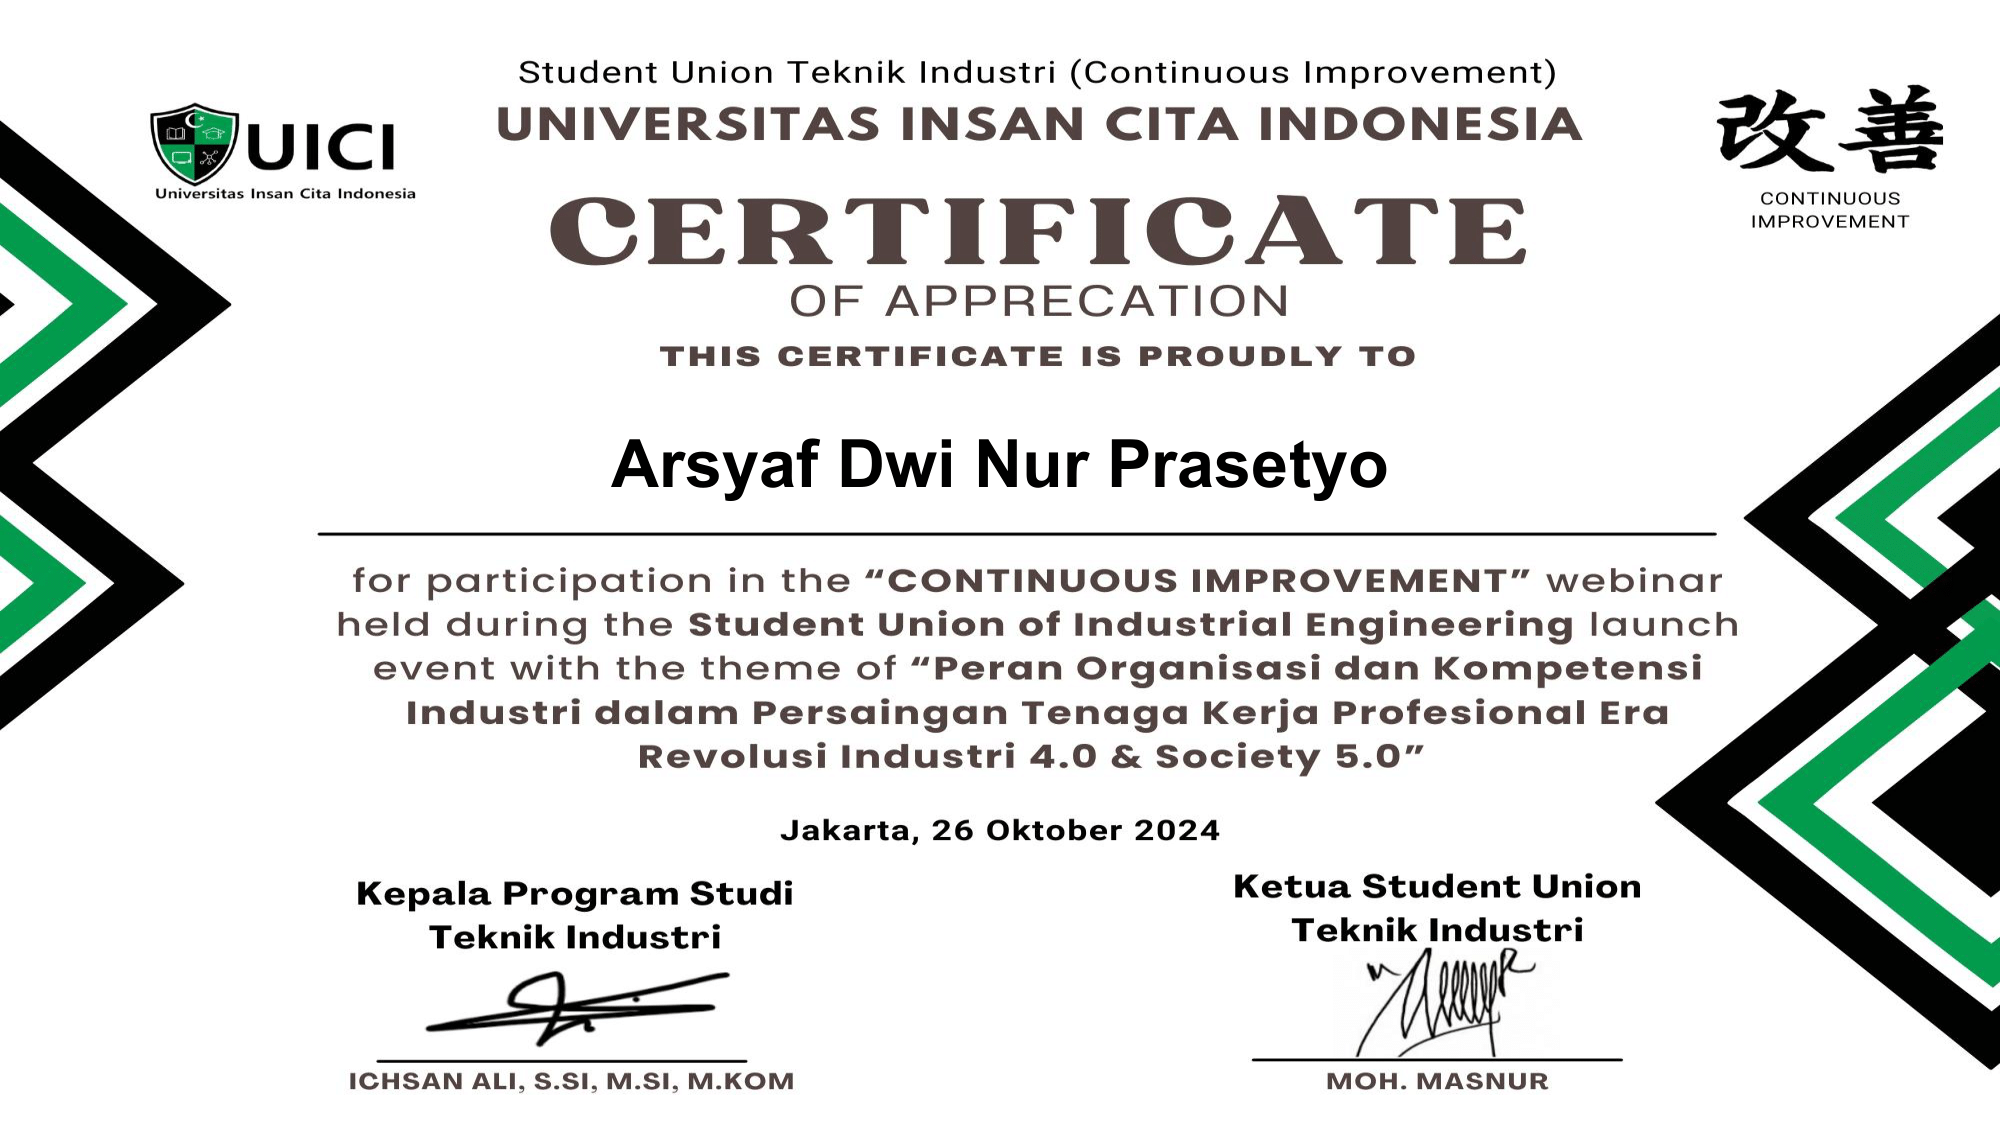 Student Union Teknik Industri (Continuous Improvement)
UNIVERSITAS INSAN CITA INDONESIA
UICI
Universitas Insan Cita Indonesia
改善
CONTINUOUS
IMPROVEMENT
CERTIFICATE
OF APPRECATION
THIS CERTIFICATE IS PROUDLY TO
Arsyaf Dwi Nur Prasetyo
for participation in the “CONTINUOUS IMPROVEMENT” webinar
held during the Student Union of Industrial Engineering launch
event with the theme of “Peran Organisasi dan Kompetensi
Industri dalam Persaingan Tenaga Kerja Profesional Era
Revolusi Industri 4.0 & Society 5.0”
Jakarta, 26 Oktober 2024
Kepala Program Studi
Teknik Industri
ICHSAN ALI, S.SI, M.SI, M.KOM
Ketua Student Union
Teknik Industri
MOH. MASNUR